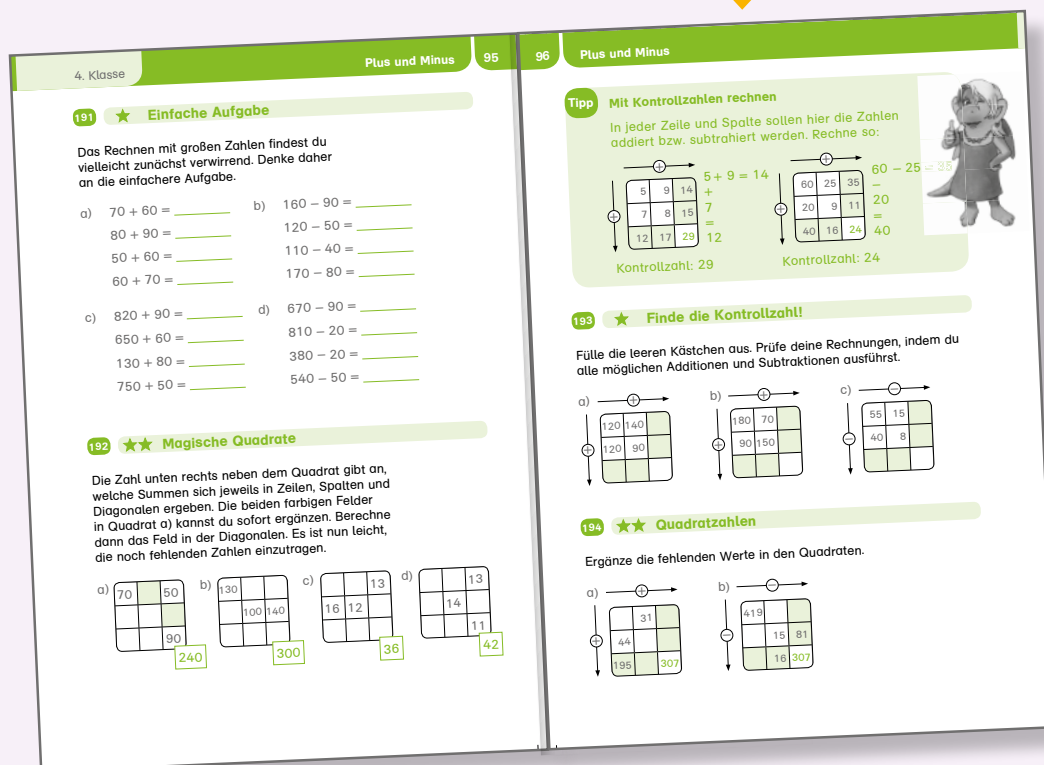 4. Klasse
Plus und Minus 95
191 Einfache Aufgabe
Das Rechnen mit großen Zahlen findest du
vielleicht zunächst verwirrend. Denke daher
an die einfachere Aufgabe.
a) 70 + 60 =
80 + 90 =
50 + 60 =
60 + 70 =
b) 160 – 90 =
120 – 50 =
110 – 40 =
170 – 80 =
c) 820 + 90 =
650 + 60 =
130 + 80 =
750 + 50 =
d) 670 – 90 =
810 – 20 =
380 – 20 =
540 – 50 =
192 Magische Quadrate
Die Zahl unten rechts neben dem Quadrat gibt an,
welche Summen sich jeweils in Zeilen, Spalten und
Diagonalen ergeben. Die beiden farbigen Felder
in Quadrat a) kannst du sofort ergänzen. Berechne
dann das Feld in der Diagonalen. Es ist nun leicht,
die noch fehlenden Zahlen einzutragen.
a) 70 50
90
240
b) 130
100 140
300
c) 13
16 12
36
d) 13
14
11
42
96 Plus und Minus
Tipp Mit Kontrollzahlen rechnen
In jeder Zeile und Spalte sollen hier die Zahlen
addiert bzw. subtrahiert werden. Rechne so:
+
+
5 9 14
7 8 15
12 17 29
5 + 9 = 14
+
7
=
12
Kontrollzahl: 29
+
+
60 25 35
20 9 11
40 16 24
60 – 25 = 35
–
20
=
40
Kontrollzahl: 24
193 Finde die Kontrollzahl!
Fülle die leeren Kästchen aus. Prüfe deine Rechnungen, indem du
alle möglichen Additionen und Subtraktionen ausführst.
a) +
+
120 140
120 90
b) +
+
180 70
90 150
c) –
–
55 15
40 8
194 Quadratzahlen
Ergänze die fehlenden Werte in den Quadraten.
a) +
+
31
44
195 307
b) –
–
419
15 81
16 307